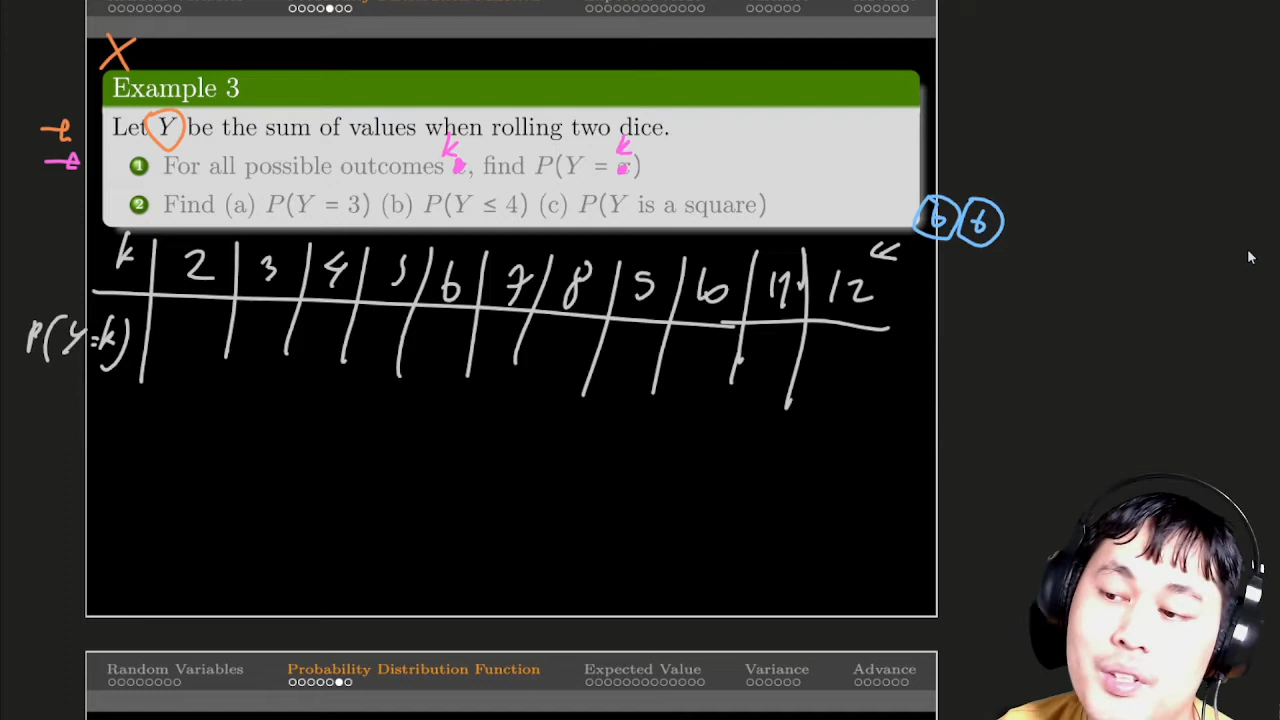 X
Example 3
Let Y be the sum of values when rolling two dice.
k k
1 For all possible outcomes , find P(Y = )
2 Find (a) P(Y = 3) (b) P(Y ≤ 4) (c) P(Y is a square)
6 6
k 2 3 4 5 6 7 8 9 10 11 12
P(Y=k)
Random Variables Probability Distribution Function Expected Value Variance Advance